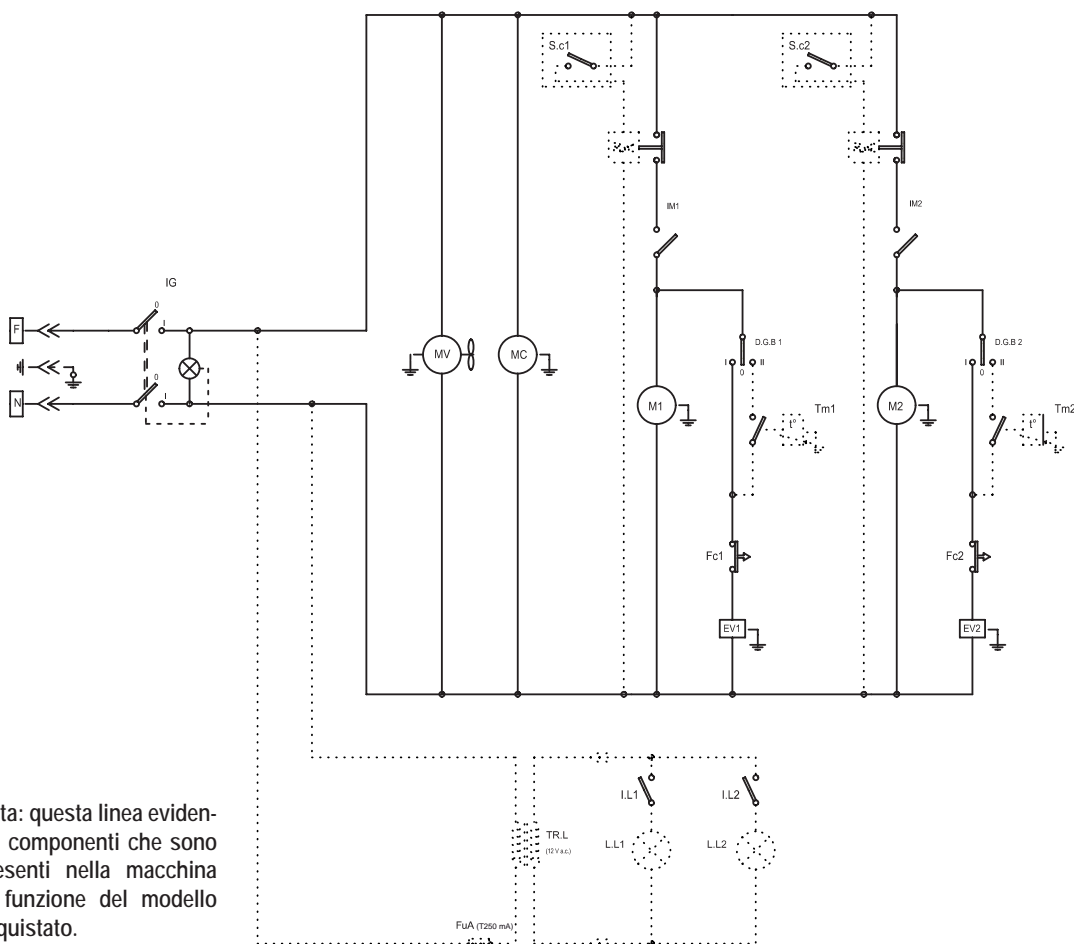 S.c1
S.c2
IM1
IM2
IG
0
I
F
N
0
I
MV
MC
D.G.B 1
I
0
II
D.G.B 2
I
0
II
M1
t°
Tm1
M2
t°
Tm2
Fc1
Fc2
EV1
EV2
I.L1
I.L2
TR.L
(12 V a.c.)
L.L1
L.L2
FuA (T250 mA)
ta: questa linea eviden-
componenti che sono
esenti nella macchina
funzione del modello
quistato.